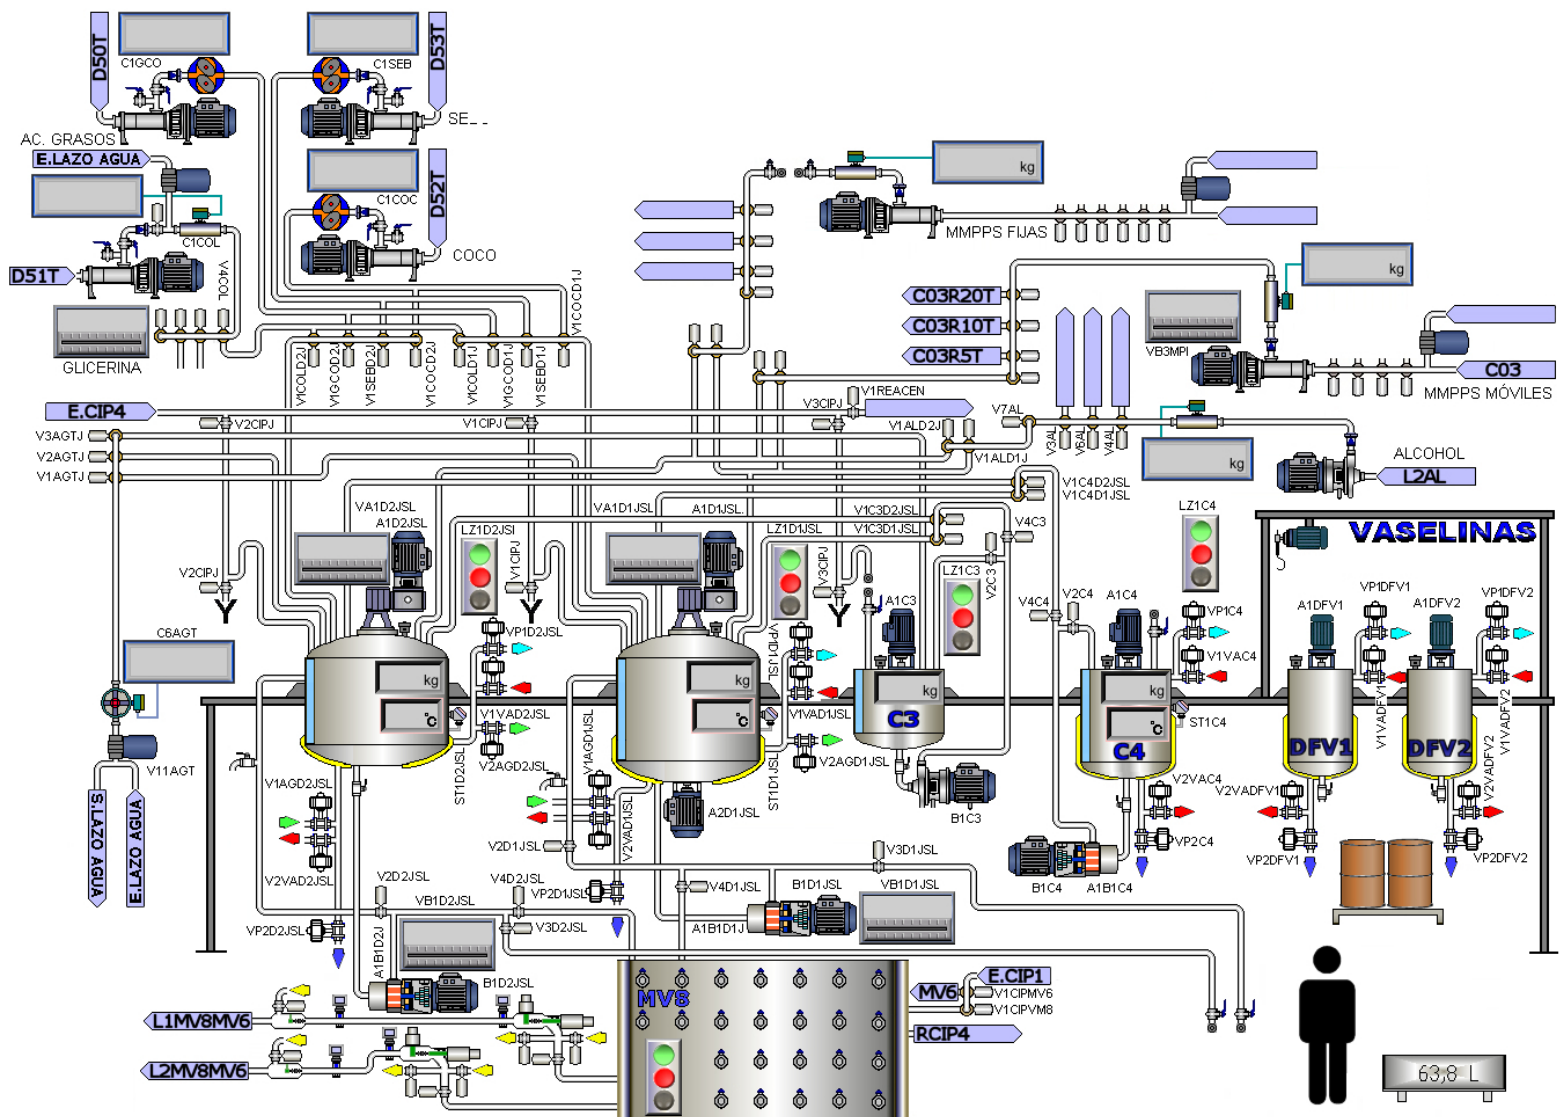 D50T
C1GCO
C1SEB
D53T
AC. GRASOS
E.LAZO AGUA
C1COL
V4COL
D51T
GLICERINA
C1COC
D52T
COCO
kg
MMPPS FIJAS
kg
C03R20T
C03R10T
C03R5T
VB3MPI
C03
MMPPS MÓVILES
V1COLD2J
V1GCOD2J
V1SEBD2J
V1COCD2J
V1COLD1J
V1GCOD1J
V1SEBD1J
V1COCD1J
E.CIP4
V2CIPJ
V1CIPJ
V3CIPJ
V1REACEN
V1ALD2J
V1ALD1J
V7AL
V3AL
V6AL
V4AL
kg
ALCOHOL
L2AL
V3AGTJ
V2AGTJ
V1AGTJ
V1C4D2JSL
V1C4D1JSL
VA1D2JSL
A1D2JSL
LZ1D2JSl
VA1D1JSL
A1D1JSL.
LZ1D1JSL
V1C3D2JSL
V1C3D1JSL
V4C3
V2C3
LZ1C3
LZ1C4
VASELINAS
V2CIPJ
V1CIPJ
V3CIPJ
A1C3
V4C4
V2C4
A1C4
VP1C4
V1VAC4
VP1DFV1
A1DFV1
A1DFV2
VP1DFV2
C6AGT
VP1D2JSL
VP1D1JSL
kg
°C
kg
°C
kg
C3
kg
°C
C4
ST1C4
DFV1
V1VADFV1
DFV2
V1VADFV2
V1VAD2JSL
V2AGD2JSL
ST1D2JSL
V1VAD1JSL
V2AGD1JSL
ST1D1JSL
V11AGT
S.LAZO AGUA
E.LAZO AGUA
V1AGD2JSL
V2VAD2JSL
V1AGD1JSL
V2VAD1JSL
A2D1JSL
B1C3
V2VAC4
VP2C4
V2VADFV1
VP2DFV1
V2VADFV2
VP2DFV2
V2D1JSL
V3D1JSL
B1C4
A1B1C4
V2D2JSL
V4D2JSL
VP2D1JSL
V4D1JSL
B1D1JSL
VB1D1JSL
VB1D2JSL
V3D2JSL
A1B1D1J
VP2D2JSL
A1B1D2J
B1D2JSL
MV8
MV6
E.CIP1
V1CIPMV6
V1CIPVM8
RCIP4
L1MV8MV6
L2MV8MV6
63,8 L